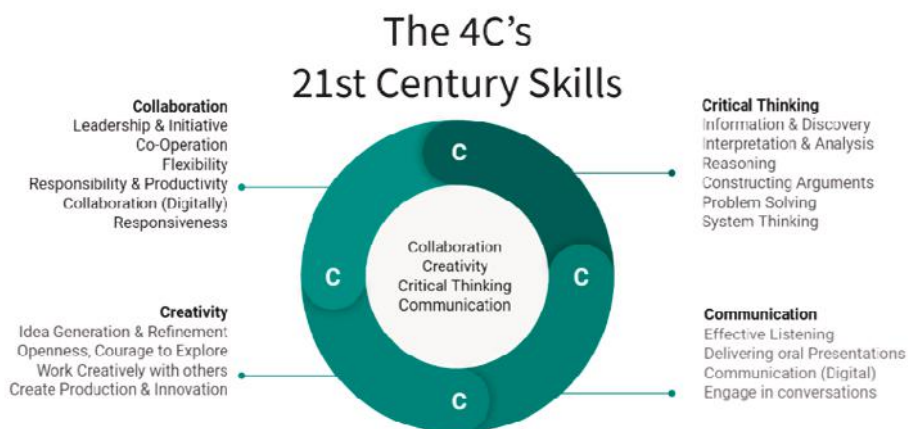 The 4C's
21st Century Skills
Collaboration
Leadership & Initiative
Co-Operation
Flexibility
Responsibility & Productivity
Collaboration (Digitally)
Responsiveness
Critical Thinking
Information & Discovery
Interpretation & Analysis
Reasoning
Constructing Arguments
Problem Solving
System Thinking
C
C
C
C
Collaboration
Creativity
Critical Thinking
Communication
Creativity
Idea Generation & Refinement
Openness, Courage to Explore
Work Creatively with others
Create Production & Innovation
Communication
Effective Listening
Delivering oral Presentations
Communication (Digital)
Engage in conversations